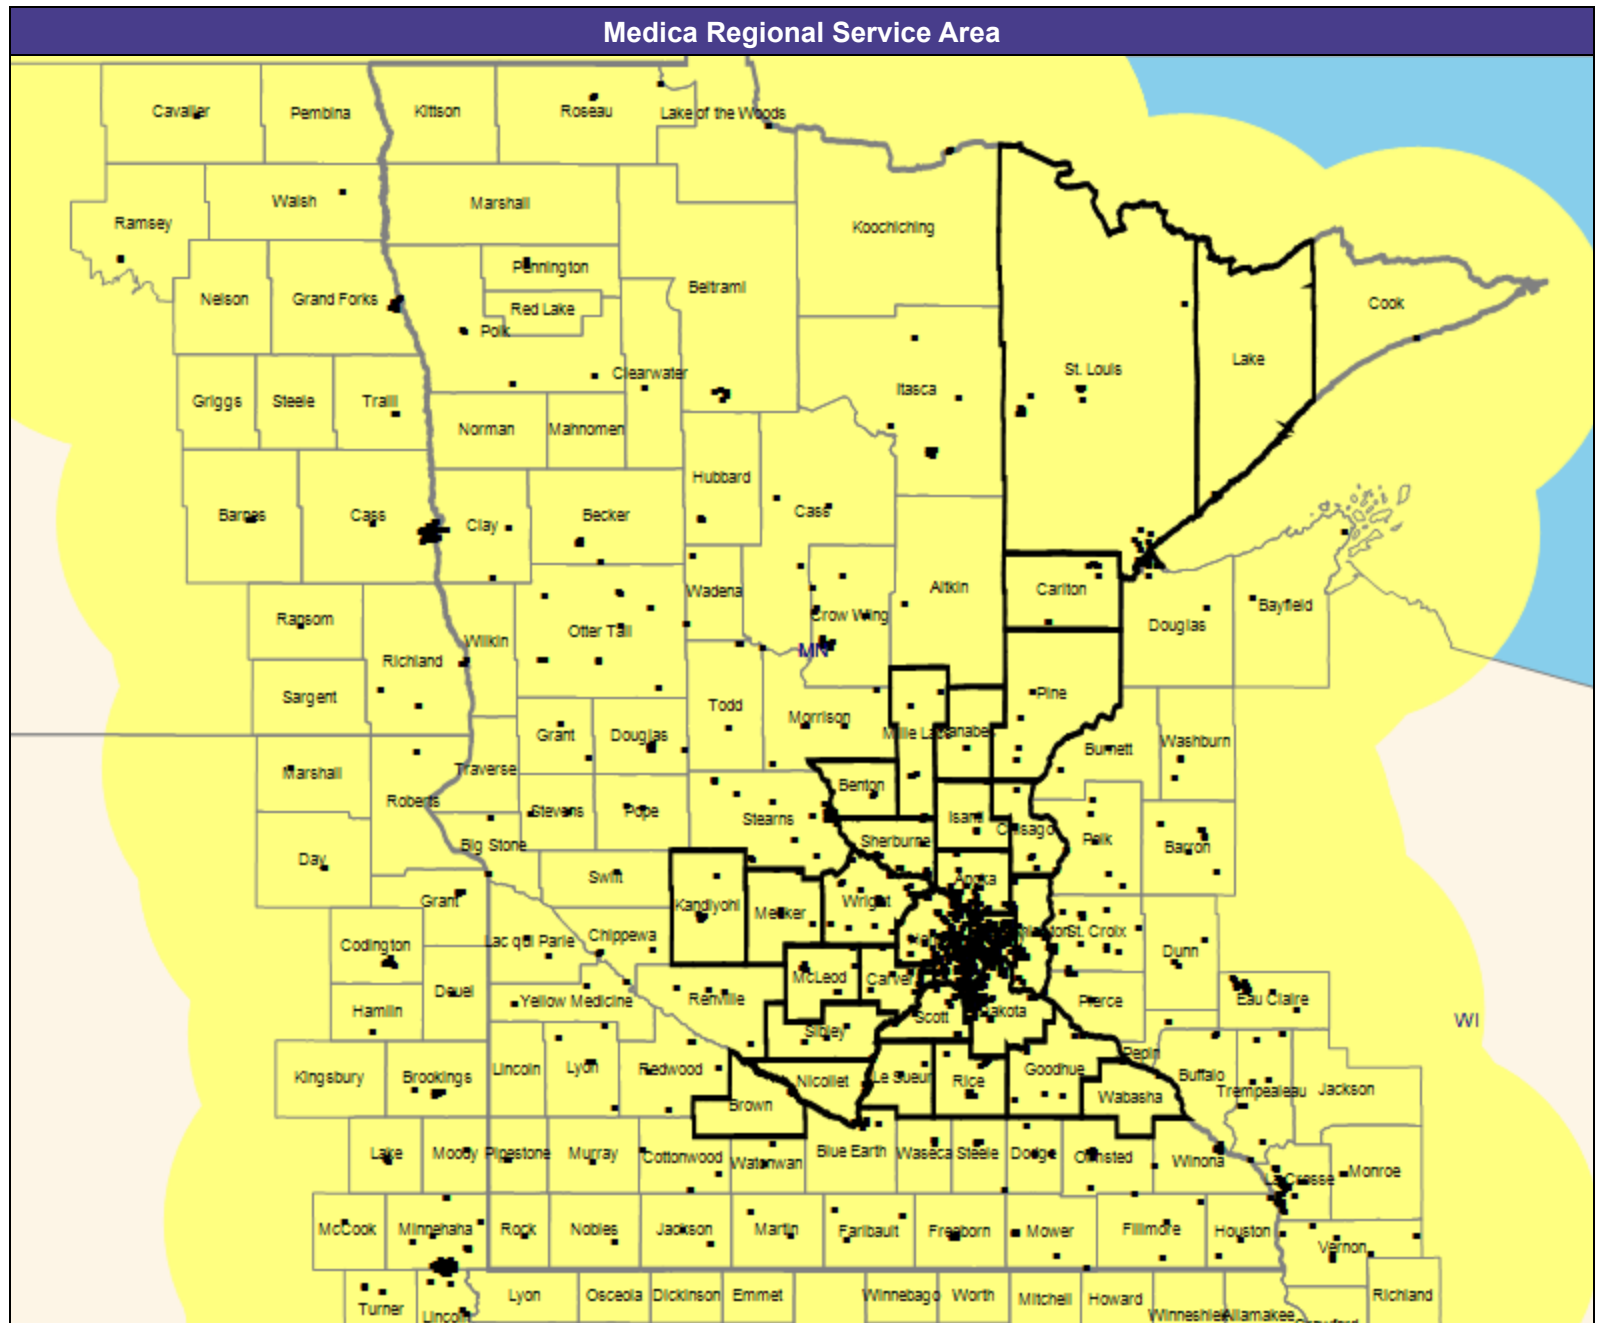 Medica Regional Service Area
Cavalier Pembina Kittson Roseau Lake of the Woods
Walsh Marshall
Ramsey Koochiching
Pennington
Nelson Grand Forks Red Lake Beltrami Cook
Polk
Griggs Steele Traill Clearwater Itasca St. Louis Lake
Norman Mahnomen
Hubbard
Barnes Cass Clay Becker Cass
Ransom Wadena Aitkin Carlton Bayfield
Otter Tail Crow Wing Douglas
Richland Wilkin MN
Sargent Todd Pine
Grant Douglas Morrison Mille Lacs Kanabec Burnett Washburn
Marshall Traverse
Roberts Benton
Stevens Pope Stearns Isanti Chisago
Day Big Stone Sherburne Polk Barron
Grant Swift Kandiyohi Meeker Wright Anoka
Codington Lac qui Parle Chippewa St. Croix
Deuel McLeod Carver Dunn
Hamlin Yellow Medicine Renville Scott Dakota Pierce Eau Claire
Sibley WI
Kingsbury Brookings Lincoln Lyon Redwood Nicollet Le Sueur Rice Goodhue Pepin
Brown Wabasha Buffalo Trempealeau Jackson
Lake Moody Pipestone Murray Cottonwood Watonwan Blue Earth Waseca Steele Dodge Olmsted Winona La Crosse Monroe
McCook Minnehaha Rock Nobles Jackson Martin Faribault Freeborn Mower Fillmore Houston Vernon
Turner Lincoln Lyon Osceola Dickinson Emmet Winnebago Worth Mitchell Howard Winneshiek Allamakee Richland